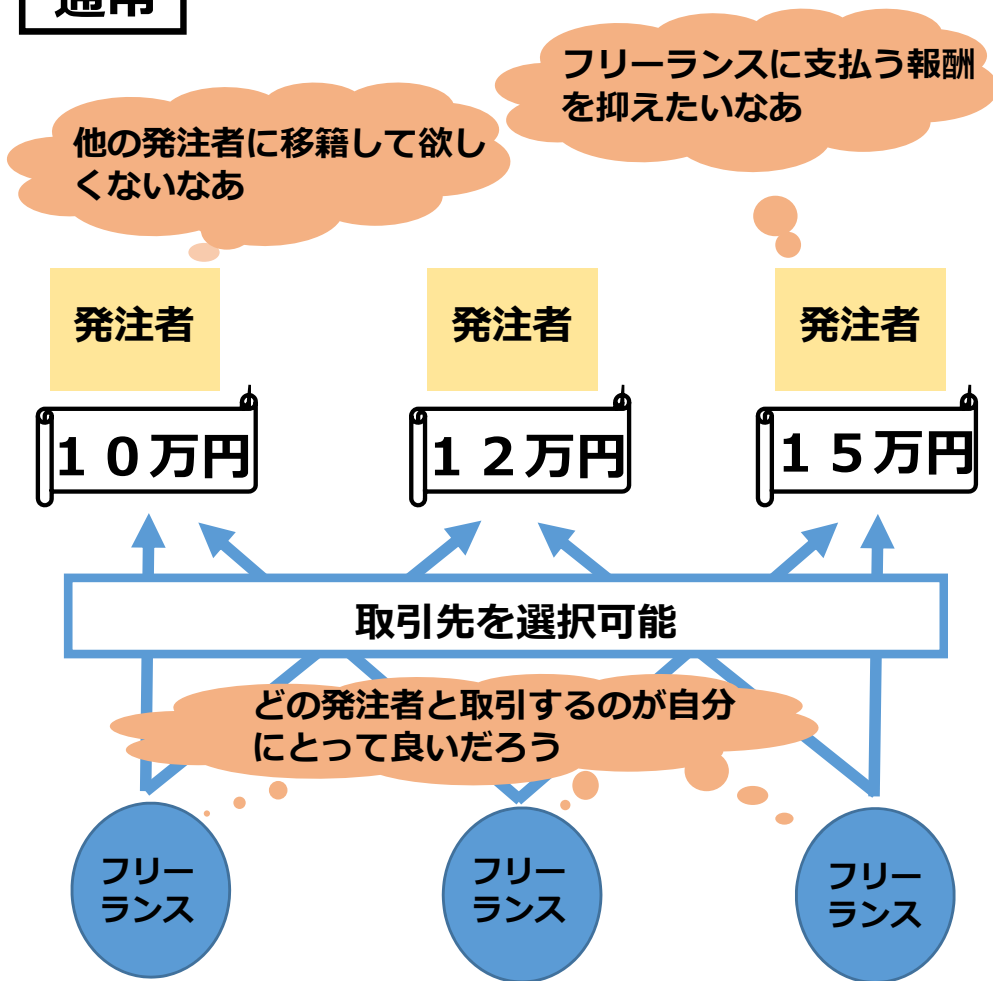 通常
フリーランスに支払う報酬
を抑えたいなあ
他の発注者に移籍して欲し
くないなあ
発注者
発注者
発注者
１０万円
１２万円
１５万円
取引先を選択可能
どの発注者と取引するのが自分
にとって良いだろう
フリー
ランス
フリー
ランス
フリー
ランス